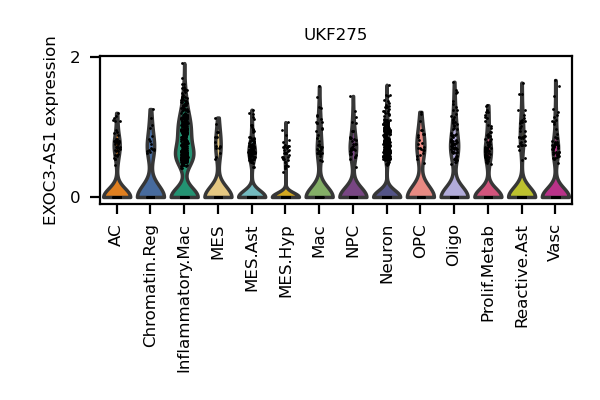 UKF275
EXOC3-AS1 expression
2
0
AC
Chromatin.Reg
Inflammatory.Mac
MES
MES.Ast
MES.Hyp
Mac
NPC
Neuron
OPC
Oligo
Prolif.Metab
Reactive.Ast
Vasc